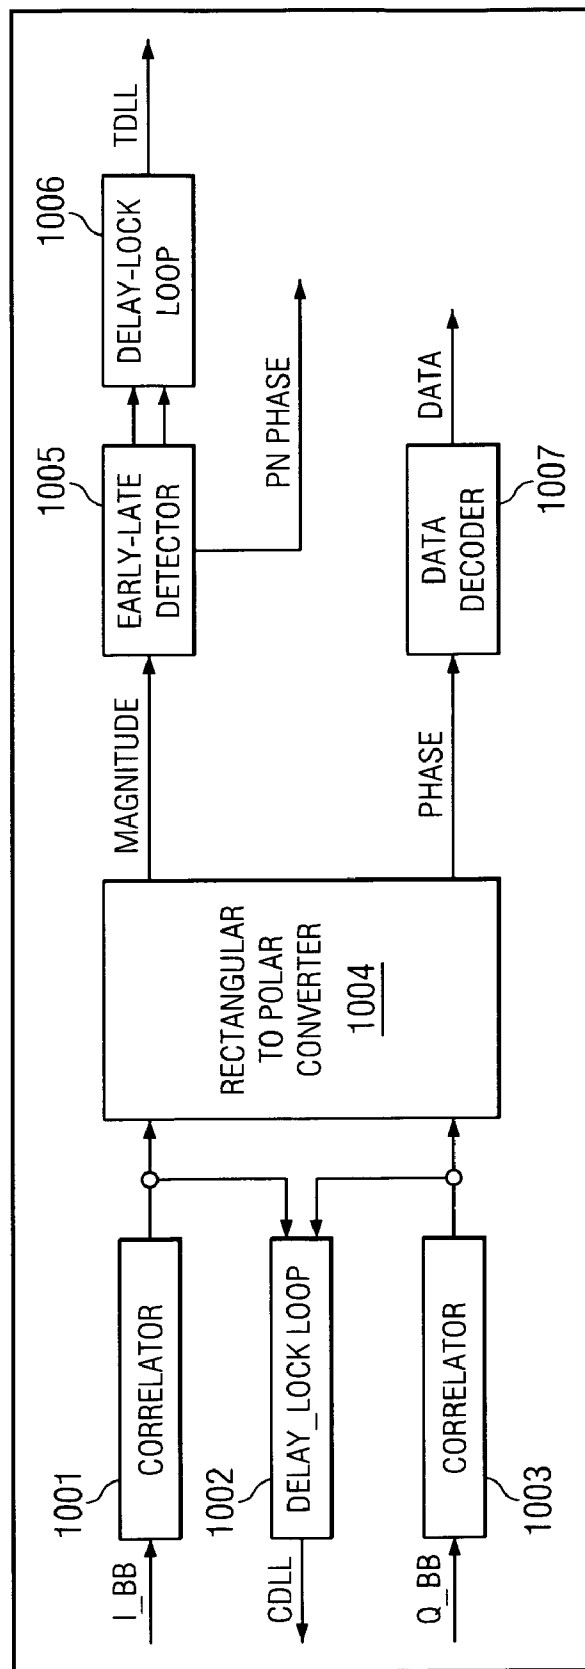 I_BB
1001
CORRELATOR
CDLL
1002
DELAY_LOCK LOOP
Q_BB
CORRELATOR
1003
RECTANGULAR
TO POLAR
CONVERTER
1004
MAGNITUDE
PHASE
1005
EARLY-LATE
DETECTOR
PN PHASE
1006
DELAY-LOCK
LOOP
TDLL
DATA
DECODER
1007
DATA